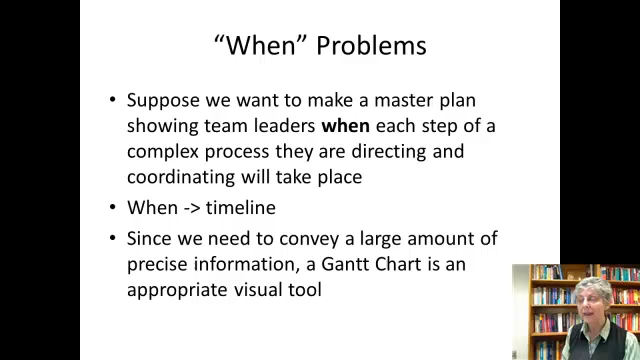 “When” Problems
• Suppose we want to make a master plan
showing team leaders when each step of a
complex process they are directing and
coordinating will take place
• When -> timeline
• Since we need to convey a large amount of
precise information, a Gantt Chart is an
appropriate visual tool